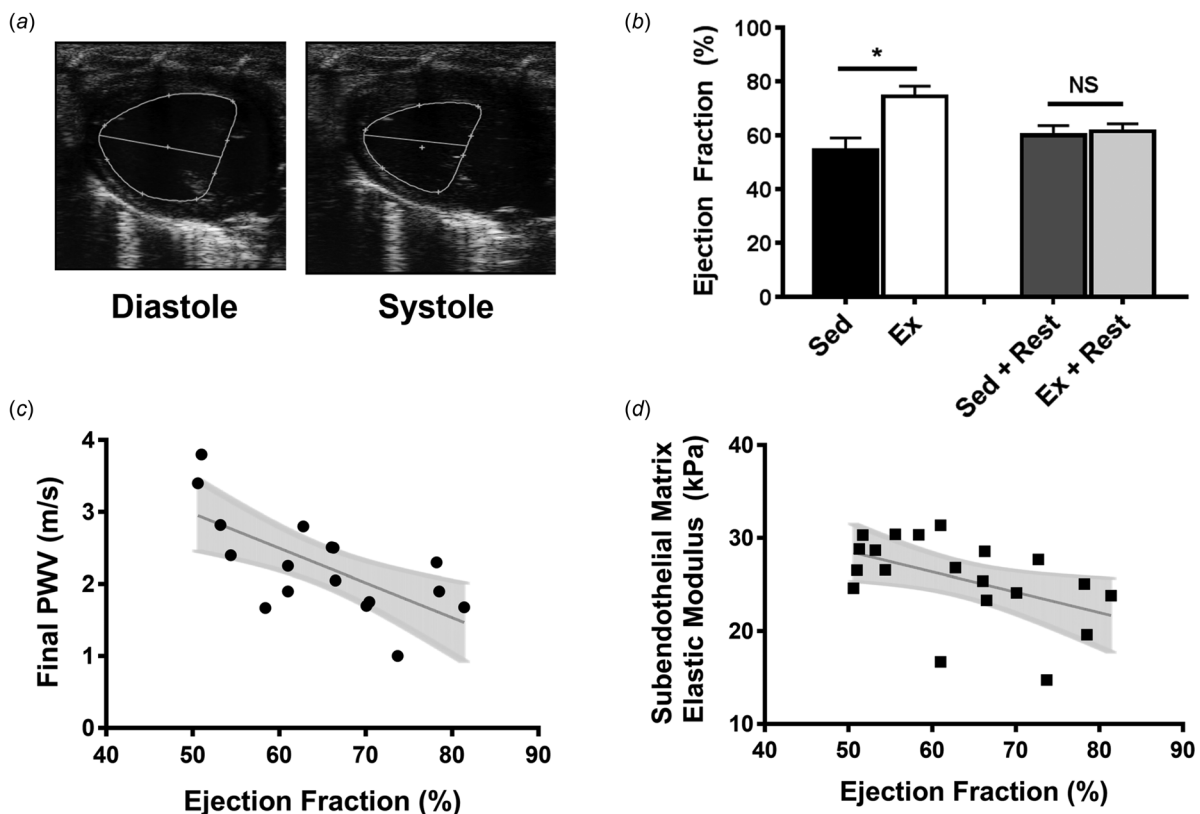 (a)
Diastole
Systole
(b)
Ejection Fraction (%)
100
80
60
40
20
0
*
NS
Sed
Ex
Sed + Rest
Ex + Rest
(c)
Final PWV (m/s)
4
3
2
1
0
40 50 60 70 80 90
Ejection Fraction (%)
(d)
Subendothelial Matrix
Elastic Modulus (kPa)
40
30
20
10
40 50 60 70 80 90
Ejection Fraction (%)